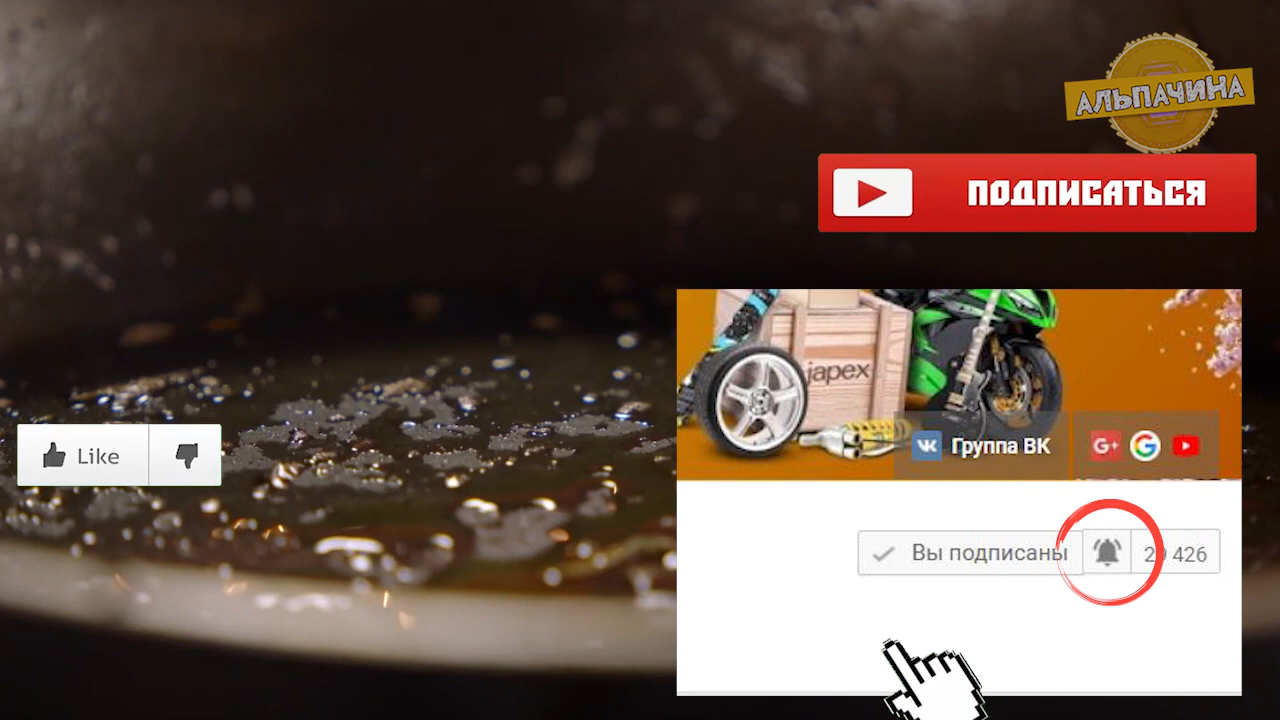 АЛЬПАЧИНА
ПОДПИСАТЬСЯ
japex
Группа ВК
G+ G
Like
Вы подписаны
426